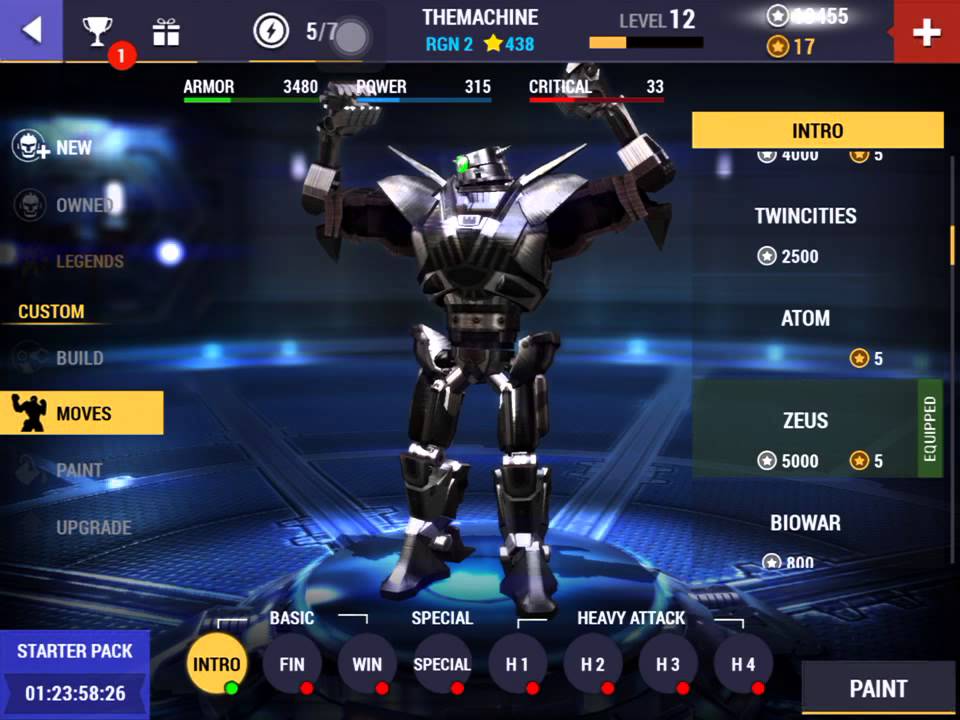 1
5/7
THEMACHINE
RGN 2 438
LEVEL 12
17
ARMOR 3480
POWER 315
CRITICAL 33
NEW
OWNED
LEGENDS
CUSTOM
BUILD
MOVES
PAINT
UPGRADE
INTRO
4000 5
TWINCITIES
2500
ATOM
5
ZEUS
5000 5
EQUIPPED
BIOWAR
800
BASIC SPECIAL HEAVY ATTACK
INTRO FIN WIN SPECIAL H 1 H 2 H 3 H 4
STARTER PACK
01:23:58:26
PAINT